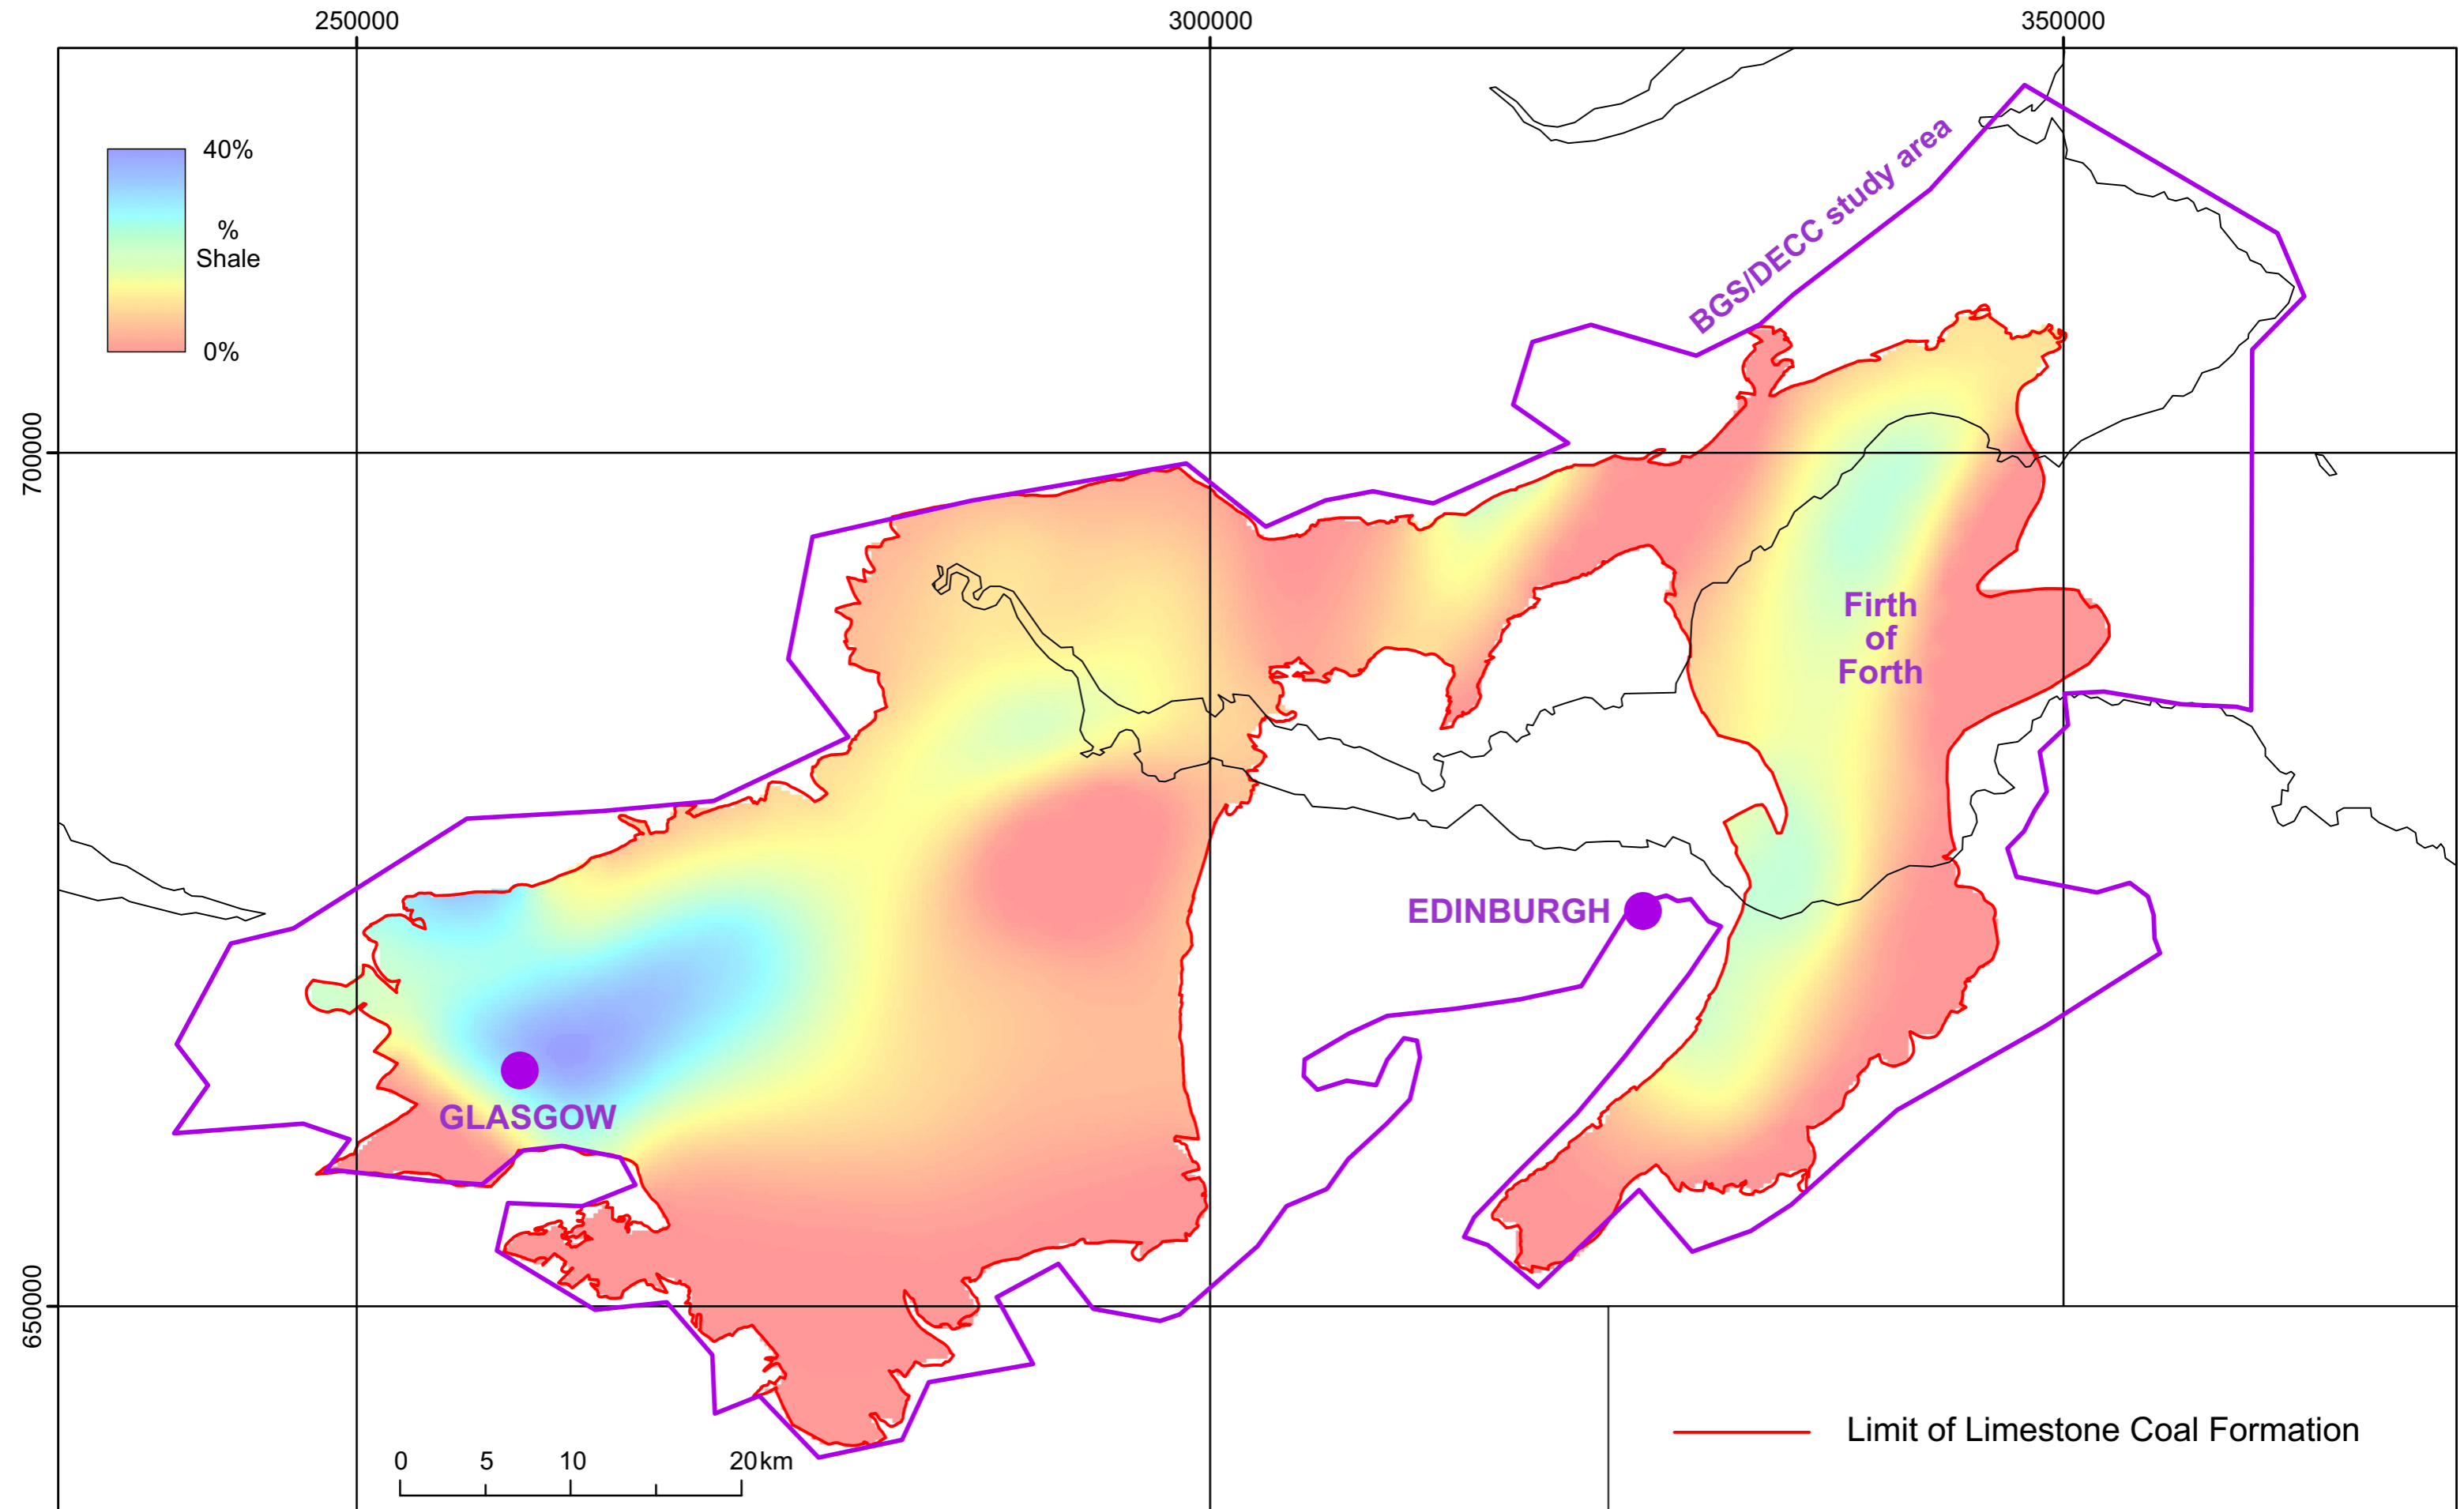 250000
300000
350000
40%
%
Shale
0%
BGS/DECC study area
700000
Firth
of
Forth
EDINBURGH
GLASGOW
650000
0 5 10 20km
Limit of Limestone Coal Formation